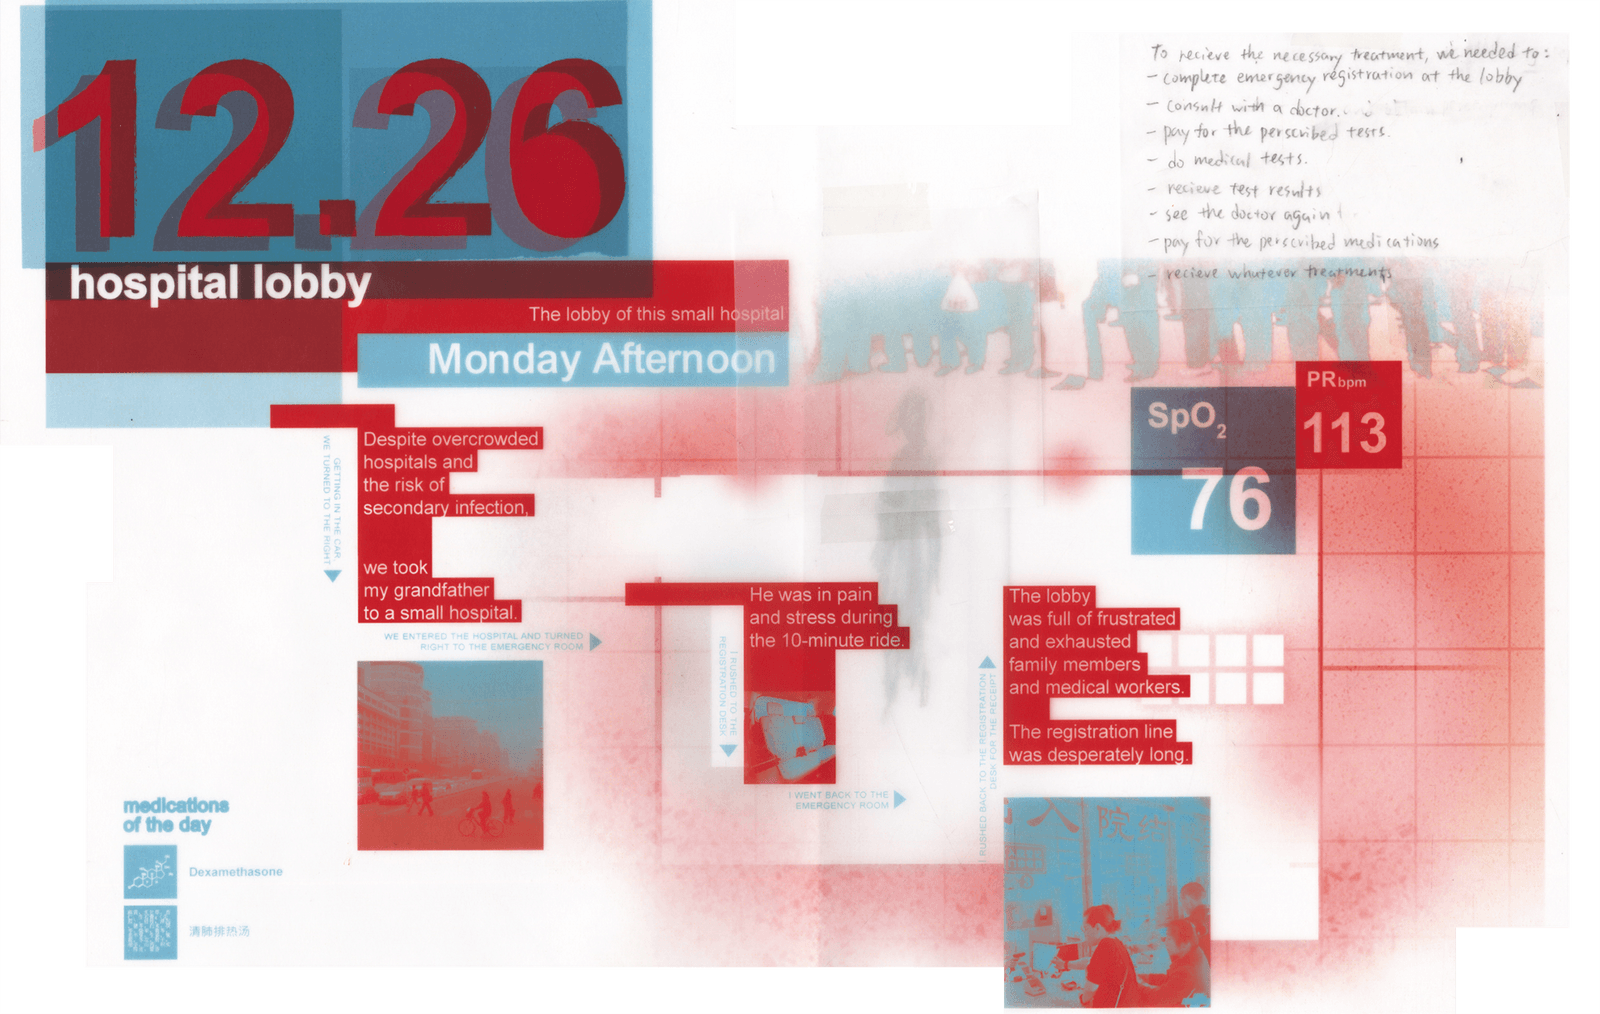 12.26
hospital lobby
The lobby of this small hospital
Monday Afternoon
To recieve the necessary treatment, we needed to:
- complete emergency registration at the lobby
- consult with a doctor.
- pay for the perscribed tests.
- do medical tests.
- recieve test results
- see the doctor again
- pay for the perscribed medications
- recieve whatever treatments
PRbpm
113
SpO2
76
GETTING IN THE CAR,
WE TURNED TO THE RIGHT
Despite overcrowded
hospitals and
the risk of
secondary infection,
we took
my grandfather
to a small hospital.
WE ENTERED THE HOSPITAL AND TURNED
RIGHT TO THE EMERGENCY ROOM
I RUSHED TO THE
REGISTRATION DESK
He was in pain
and stress during
the 10-minute ride.
I WENT BACK TO THE
EMERGENCY ROOM
I RUSHED BACK TO THE REGISTRATION
DESK FOR THE RECEIPT
The lobby
was full of frustrated
and exhausted
family members
and medical workers.
The registration line
was desperately long.
入院
medications
of the day
Dexamethasone
清肺排热汤